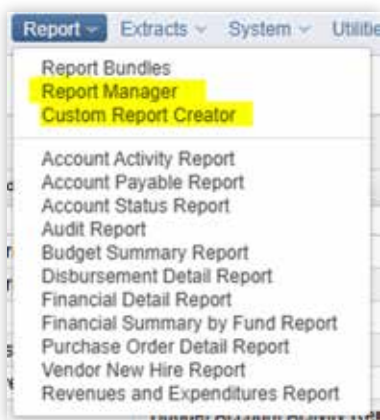 Report Extracts System Utilitie
Report Bundles
Report Manager
Custom Report Creator
Account Activity Report
Account Payable Report
Account Status Report
Audit Report
Budget Summary Report
Disbursement Detail Report
Financial Detail Report
Financial Summary by Fund Report
Purchase Order Detail Report
Vendor New Hire Report
Revenues and Expenditures Report